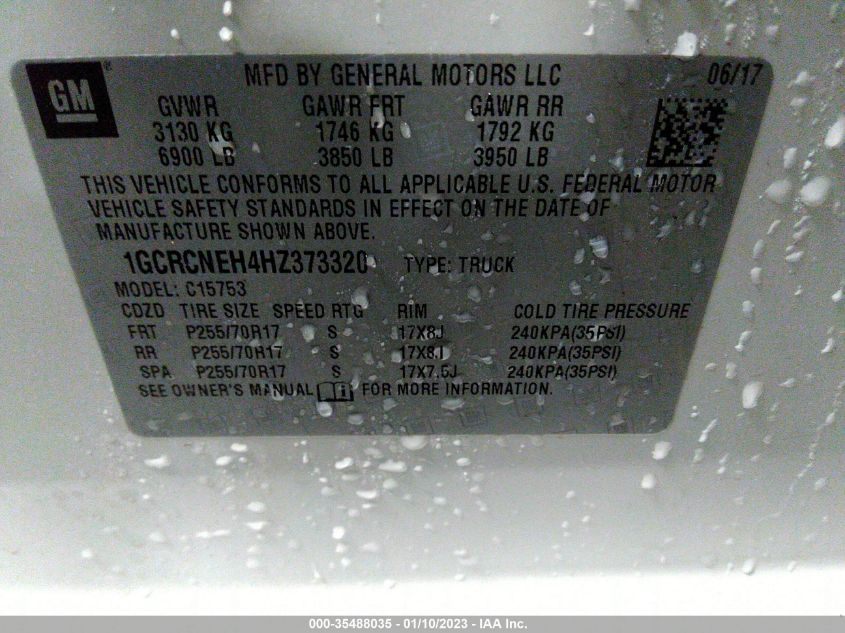 GM ® MFD BY GENERAL MOTORS LLC 06/17
GVWR GAWR FRT GAWR RR
3130 KG 1746 KG 1792 KG
6900 LB 3850 LB 3950 LB
THIS VEHICLE CONFORMS TO ALL APPLICABLE U.S. FEDERAL MOTOR
VEHICLE SAFETY STANDARDS IN EFFECT ON THE DATE OF
MANUFACTURE SHOWN ABOVE.
1GCRCNEH4HZ373320 TYPE: TRUCK
MODEL: C15753
CDZD TIRE SIZE SPEED RTG RIM COLD TIRE PRESSURE
FRT P255/70R17 S 17X8J 240KPA(35PSI)
RR P255/70R17 S 17X8J 240KPA(35PSI)
SPA P255/70R17 S 17X7.5J 240KPA(35PSI)
SEE OWNER'S MANUAL i FOR MORE INFORMATION.
000-35488035 - 01/10/2023 - IAA Inc.